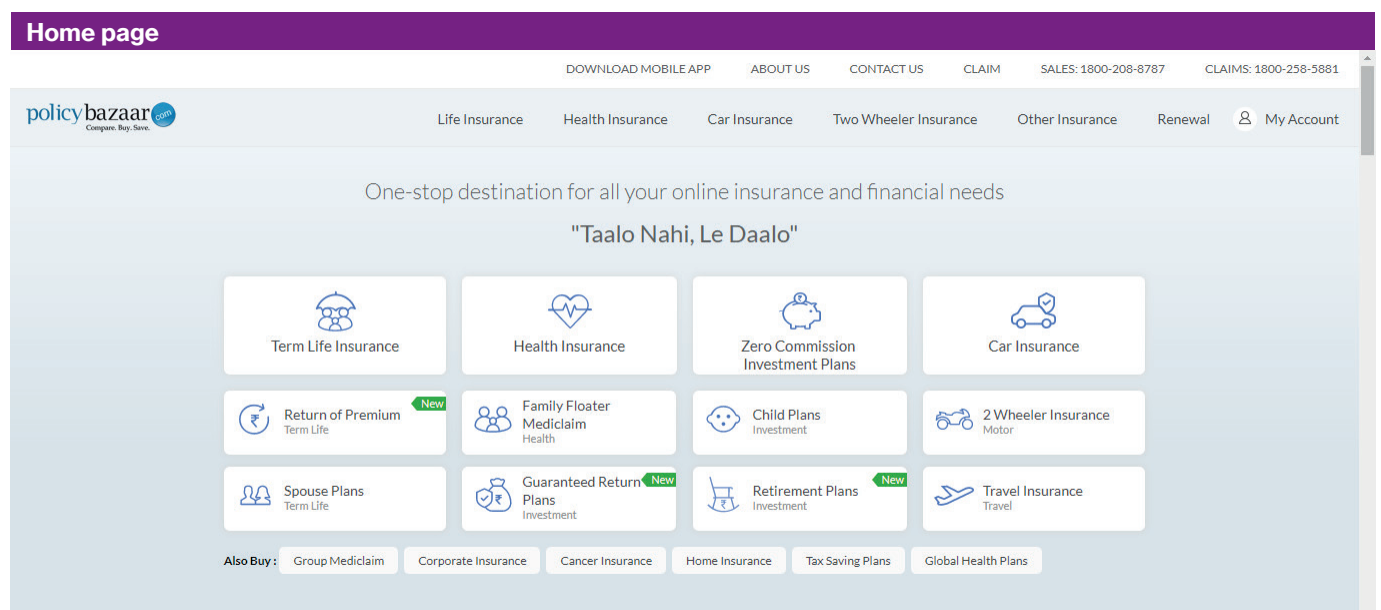 Home page
DOWNLOAD MOBILE APP ABOUT US CONTACT US CLAIM SALES: 1800-208-8787 CLAIMS: 1800-258-5881
policybazaar.com
Compare. Buy. Save.
Life Insurance Health Insurance Car Insurance Two Wheeler Insurance Other Insurance Renewal My Account
One-stop destination for all your online insurance and financial needs
"Taalo Nahi, Le Daalo"
Term Life Insurance
Health Insurance
Zero Commission
Investment Plans
Car Insurance
Return of Premium
Term Life
New
Family Floater
Mediclaim
Health
Child Plans
Investment
2 Wheeler Insurance
Motor
Spouse Plans
Term Life
Guaranteed Return
Plans
Investment
New
Retirement Plans
Investment
New
Travel Insurance
Travel
Also Buy : Group Mediclaim Corporate Insurance Cancer Insurance Home Insurance Tax Saving Plans Global Health Plans